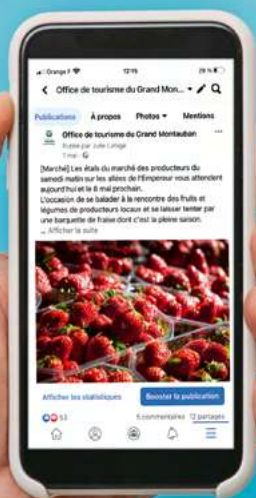 Orange F 12:15 29 %
Office de tourisme du Grand Mon...
Publications À propos Photos Mentions
Office de tourisme du Grand Montauban
Publié par Julie Longé
7 mai
[Marché] Les étals du marché des producteurs du
samedi matin sur les allées de l'Empereur vous attendent
aujourd'hui et le 8 mai prochain.
L'occasion de se balader à la rencontre des fruits et
légumes de producteurs locaux et se laisser tenter par
une barquette de fraise dont c'est la pleine saison.
... Afficher la suite
Afficher les statistiques Booster la publication
53 6 commentaires 12 partages